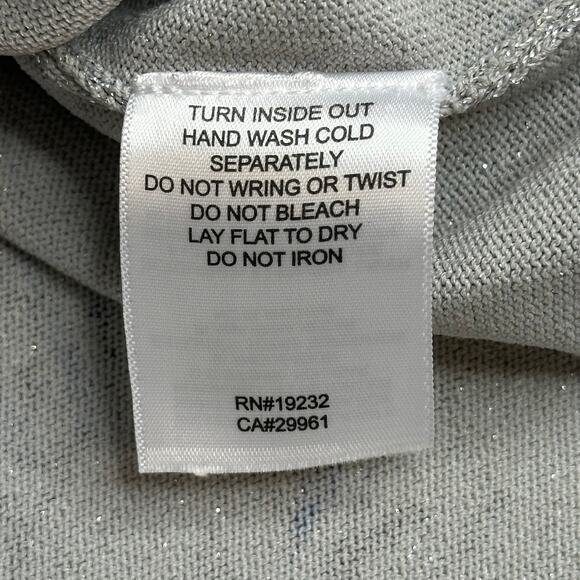 TURN INSIDE OUT
HAND WASH COLD
SEPARATELY
DO NOT WRING OR TWIST
DO NOT BLEACH
LAY FLAT TO DRY
DO NOT IRON
RN#19232
CA#29961